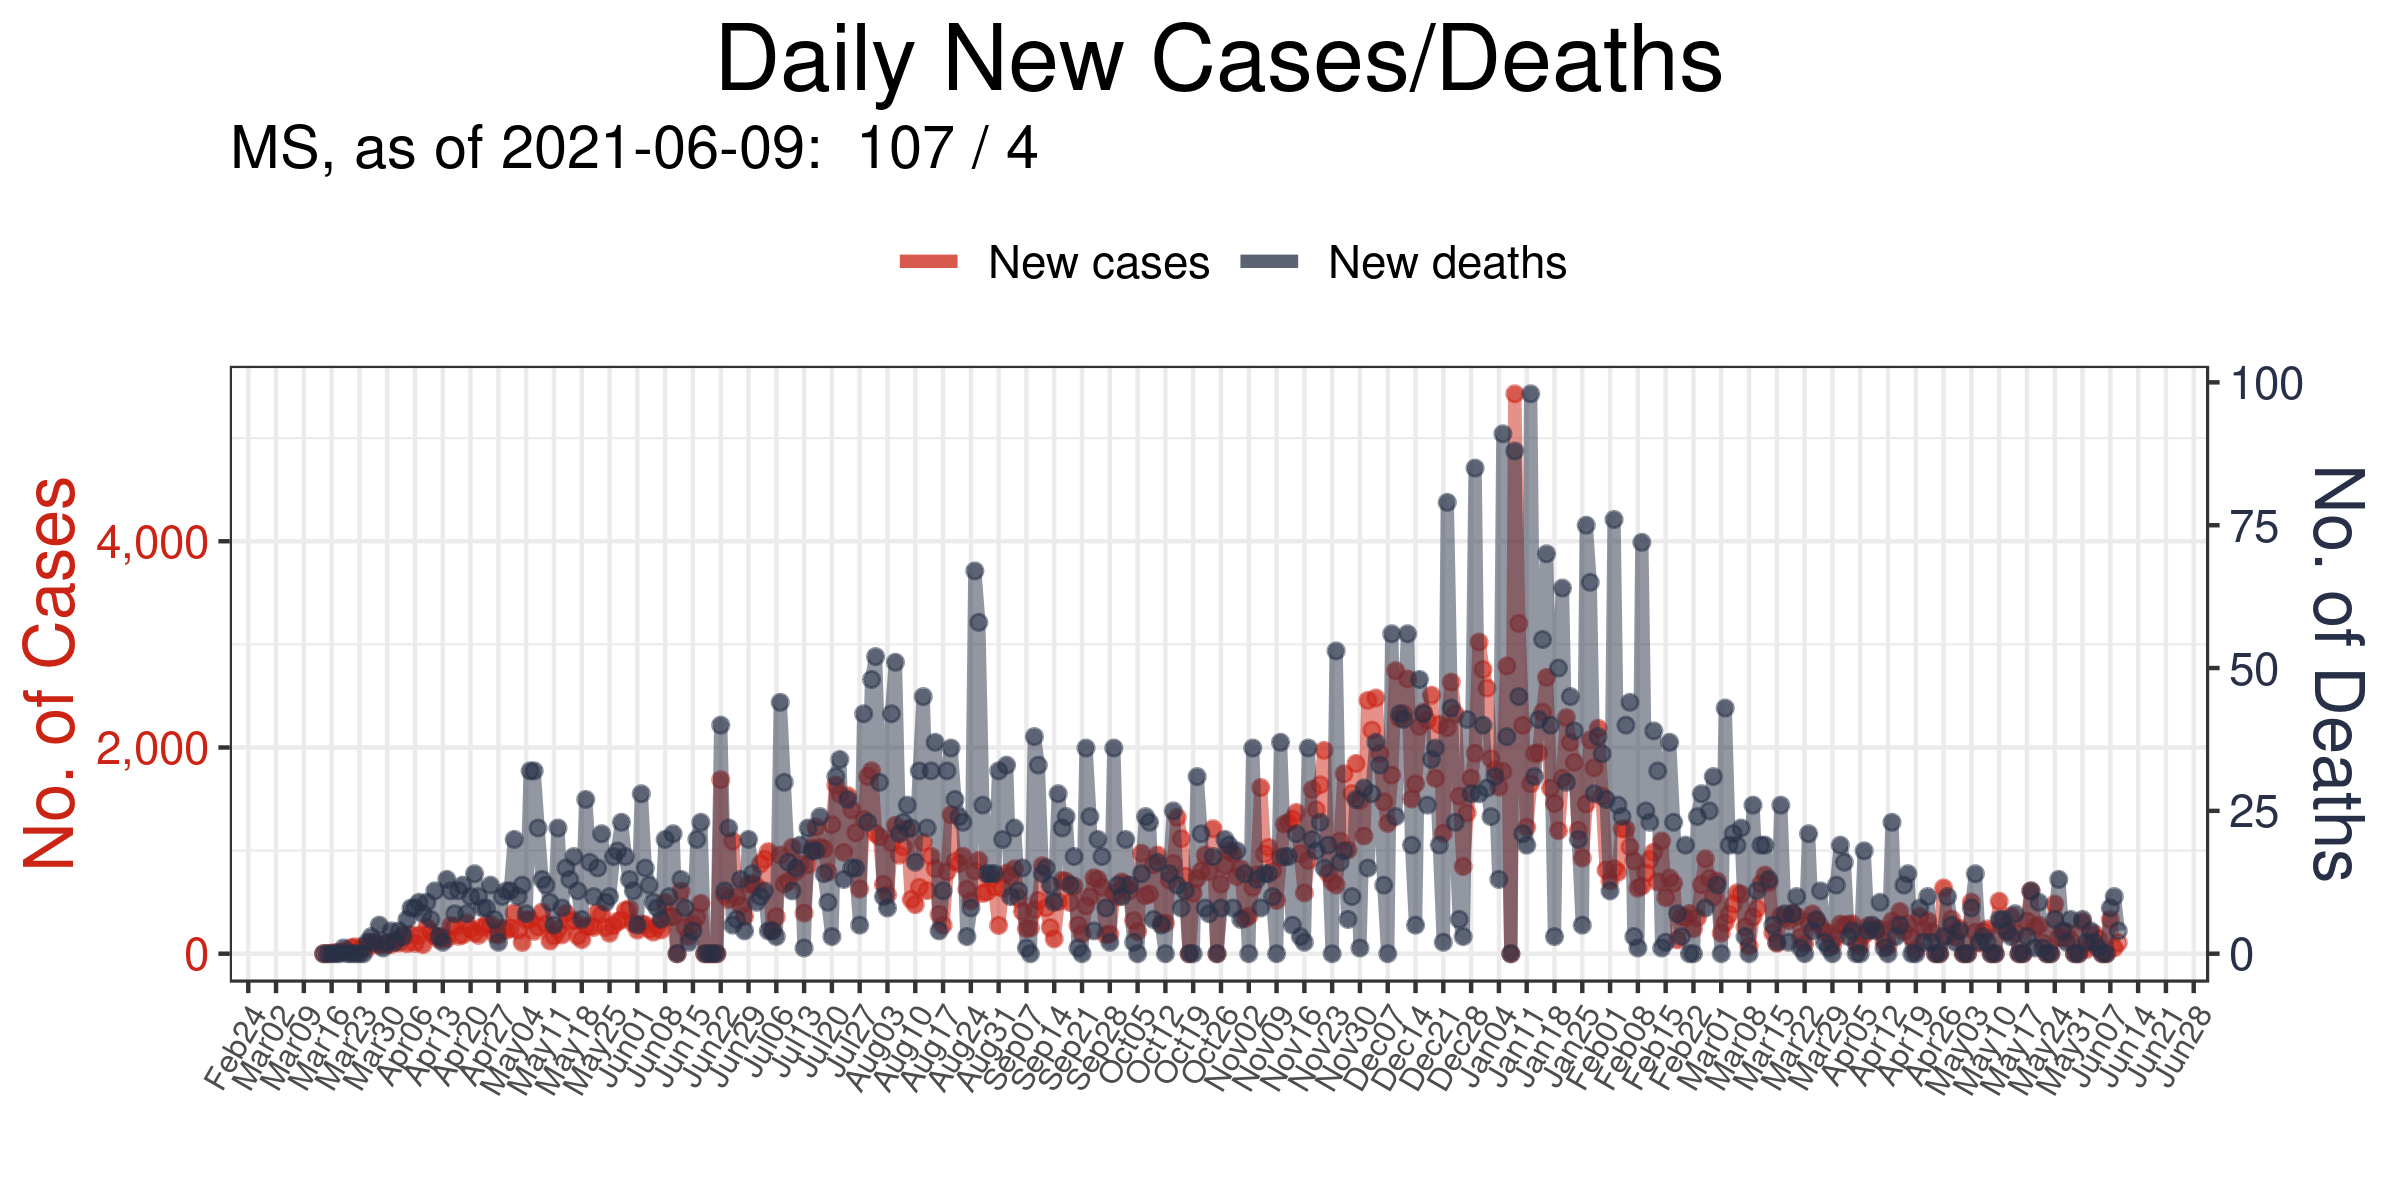 Daily New Cases/Deaths
MS, as of 2021-06-09:  107 / 4
New cases
New deaths
No. of Cases
4,000
2,000
0
100
75
50
25
0
No. of Deaths
Feb24
Mar02
Mar09
Mar16
Mar23
Mar30
Apr06
Apr13
Apr20
Apr27
May04
May11
May18
May25
Jun01
Jun08
Jun15
Jun22
Jun29
Jul06
Jul13
Jul20
Jul27
Aug03
Aug10
Aug17
Aug24
Aug31
Sep07
Sep14
Sep21
Sep28
Oct05
Oct12
Oct19
Oct26
Nov02
Nov09
Nov16
Nov23
Nov30
Dec07
Dec14
Dec21
Dec28
Jan04
Jan11
Jan18
Jan25
Feb01
Feb08
Feb15
Feb22
Mar01
Mar08
Mar15
Mar22
Mar29
Apr05
Apr12
Apr19
Apr26
May03
May10
May17
May24
May31
Jun07
Jun14
Jun21
Jun28